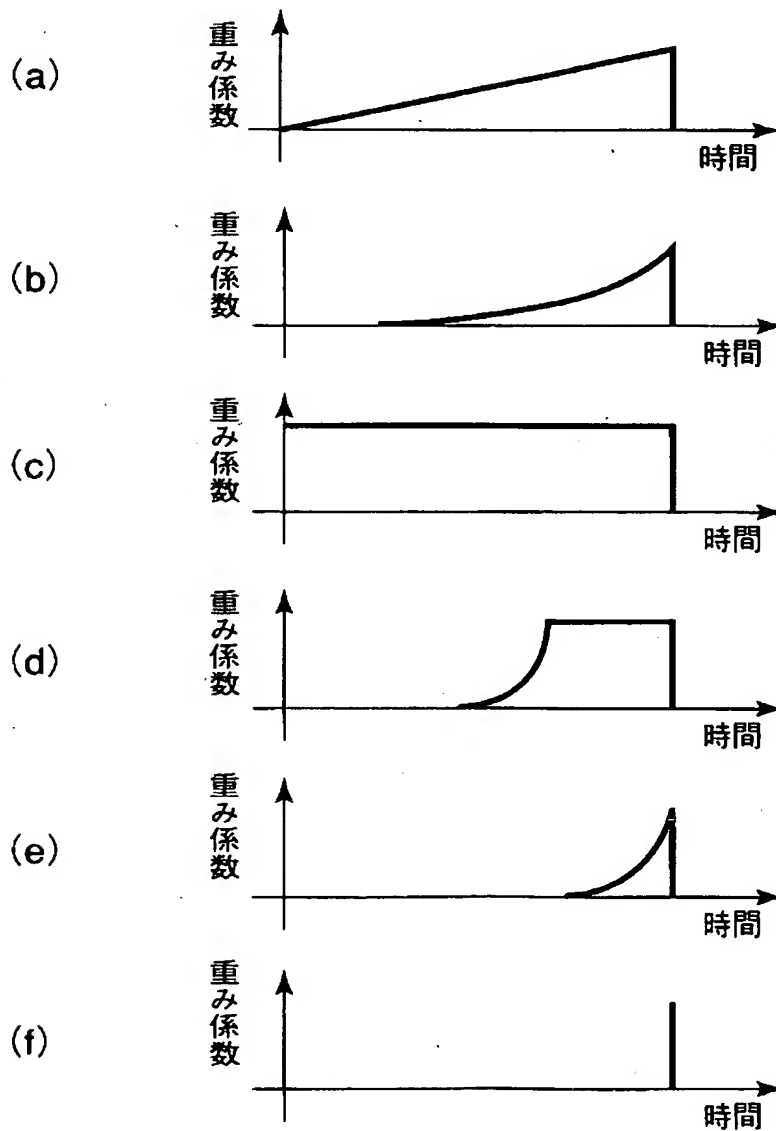 (a)
重み係数
時間
(b)
重み係数
時間
(c)
重み係数
時間
(d)
重み係数
時間
(e)
重み係数
時間
(f)
重み係数
時間